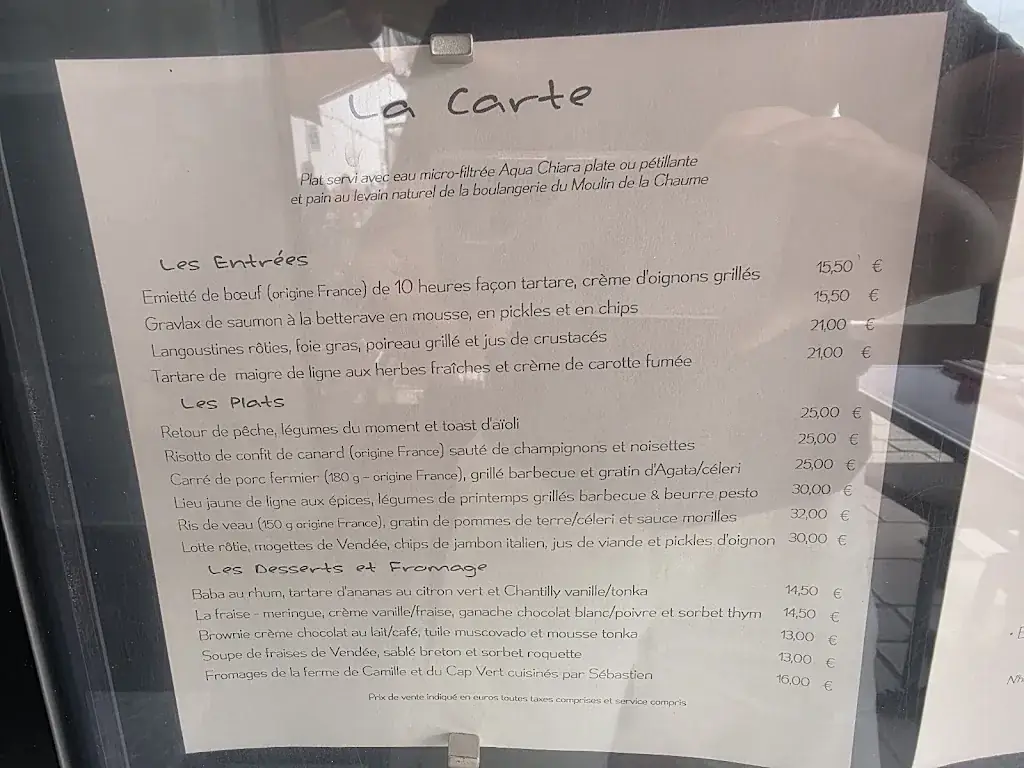 La Carte
Plat servi avec eau micro-filtrée Aqua Chiara plate ou pétillante
et pain au levain naturel de la boulangerie du Moulin de la Chaume
Les Entrées
Emietté de bœuf (origine France) de 10 heures façon tartare, crème d'oignons grillés 15,50 €
Gravlax de saumon à la betterave en mousse, en pickles et en chips 15,50 €
Langoustines rôties, foie gras, poireau grillé et jus de crustacés 21,00 €
Tartare de maigre de ligne aux herbes fraîches et crème de carotte fumée 21,00 €
Les Plats
Retour de pêche, légumes du moment et toast d'aïoli 25,00 €
Risotto de confit de canard (origine France) sauté de champignons et noisettes 25,00 €
Carré de porc fermier (180 g - origine France), grillé barbecue et gratin d'Agata/céleri 25,00 €
Lieu jaune de ligne aux épices, légumes de printemps grillés barbecue & beurre pesto 30,00 €
Ris de veau (150 g origine France), gratin de pommes de terre/céleri et sauce morilles 32,00 €
Lotte rôtie, mogettes de Vendée, chips de jambon italien, jus de viande et pickles d'oignon 30,00 €
Les Desserts et Fromage
Baba au rhum, tartare d'ananas au citron vert et Chantilly vanille/tonka 14,50 €
La fraise - meringue, crème vanille/fraise, ganache chocolat blanc/poivre et sorbet thym 14,50 €
Brownie crème chocolat au lait/café, tuile muscovado et mousse tonka 13,00 €
Soupe de fraises de Vendée, sablé breton et sorbet roquette 13,00 €
Fromages de la ferme de Camille et du Cap Vert cuisinés par Sébastien 16,00 €
Prix de vente indiqué en euros toutes taxes comprises et service compris